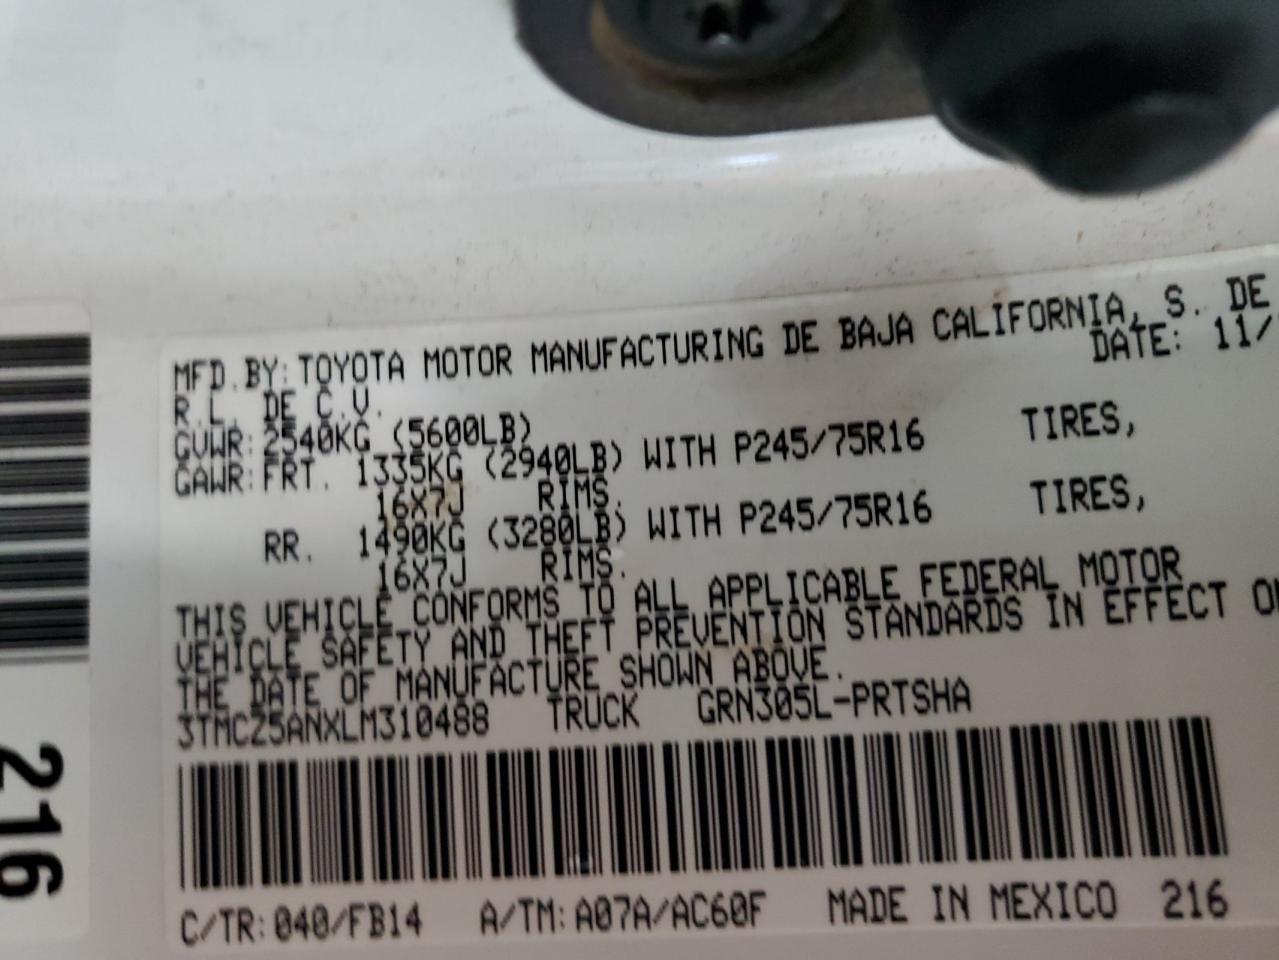 MFD.BY:TOYOTA MOTOR MANUFACTURING DE BAJA CALIFORNIA, S. DE
R.L. DE C.V. DATE: 11/
GVWR:2540KG (5600LB)
GAWR:FRT. 1335KG (2940LB) WITH P245/75R16 TIRES,
16X7J RIMS.
RR. 1490KG (3280LB) WITH P245/75R16 TIRES,
16X7J RIMS.
THIS VEHICLE CONFORMS TO ALL APPLICABLE FEDERAL MOTOR
VEHICLE SAFETY AND THEFT PREVENTION STANDARDS IN EFFECT
THE DATE OF MANUFACTURE SHOWN ABOVE.
3TMCZ5ANXLM310488 TRUCK GRN305L-PRTSHA
C/TR:040/FB14 A/TM:A07A/AC60F MADE IN MEXICO 216
216